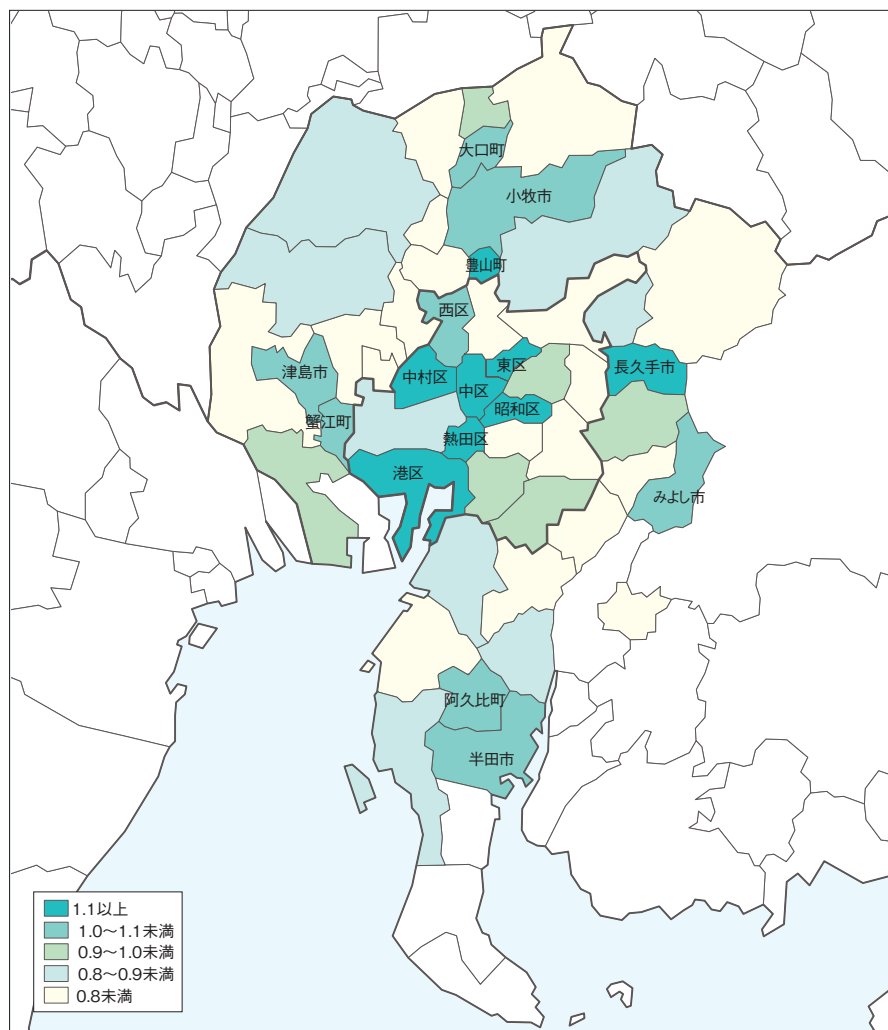 大口町
小牧市
豊山町
西区
東区
長久手市
津島市
中村区
中区
昭和区
蟹江町
熱田区
港区
みよし市
阿久比町
半田市
1.1以上
1.0〜1.1未満
0.9〜1.0未満
0.8〜0.9未満
0.8未満